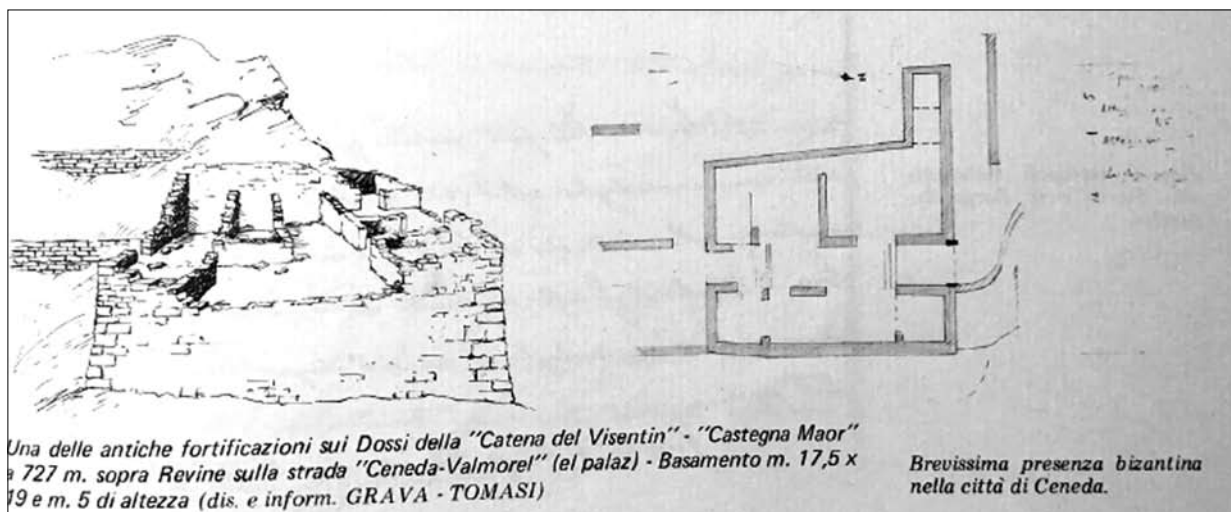 Una delle antiche fortificazioni sui Dossi della "Catena del Visentin" - "Castegna Maor"
a 727 m. sopra Revine sulla strada "Ceneda-Valmorel" (el palaz) - Basamento m. 17,5 x
19 e m. 5 di altezza (dis. e inform. GRAVA - TOMASI)
Brevissima presenza bizantina
nella città di Ceneda.